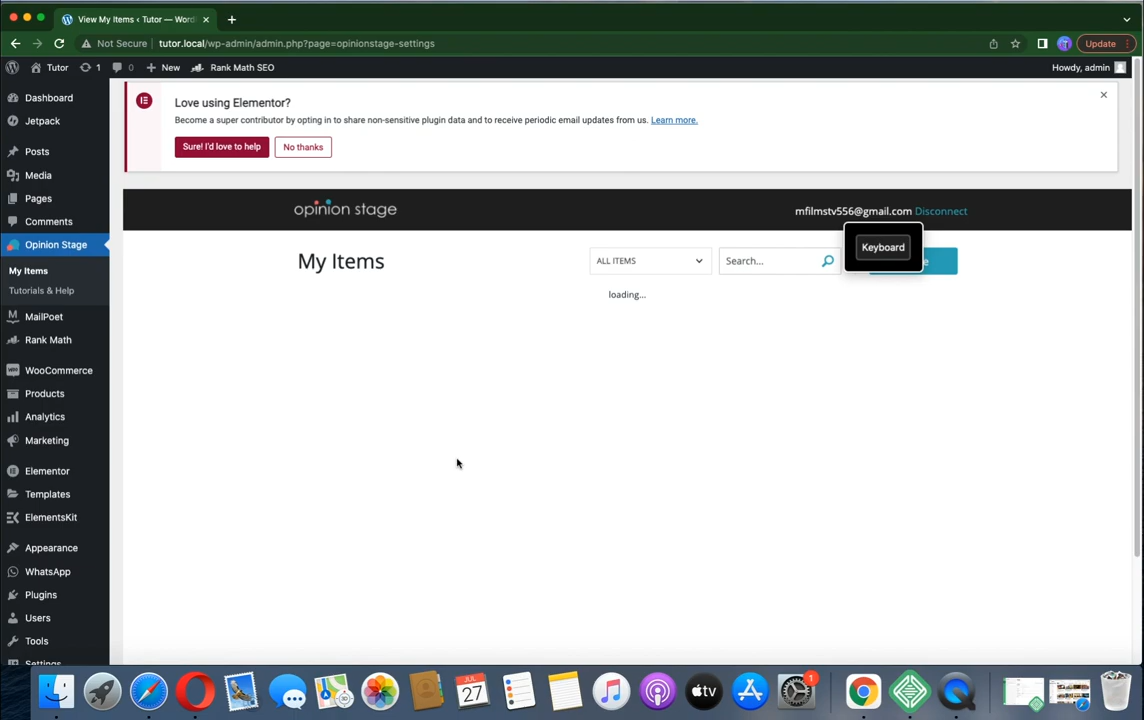 View My Items < Tutor — Word
Not Secure
tutor.local/wp-admin/admin.php?page=opinionstage-settings
Update
Tutor
1
0
New
Rank Math SEO
Howdy, admin
Dashboard
Jetpack
Posts
Media
Pages
Comments
Opinion Stage
My Items
Tutorials & Help
MailPoet
Rank Math
WooCommerce
Products
Analytics
Marketing
Elementor
Templates
ElementsKit
Appearance
WhatsApp
Plugins
Users
Tools
Settings
Love using Elementor?
Become a super contributor by opting in to share non-sensitive plugin data and to receive periodic email updates from us. Learn more.
Sure! I'd love to help
No thanks
opinion stage
mfilmstv556@gmail.com Disconnect
Keyboard
My Items
ALL ITEMS
Search...
loading...
JUL
27
tv
1